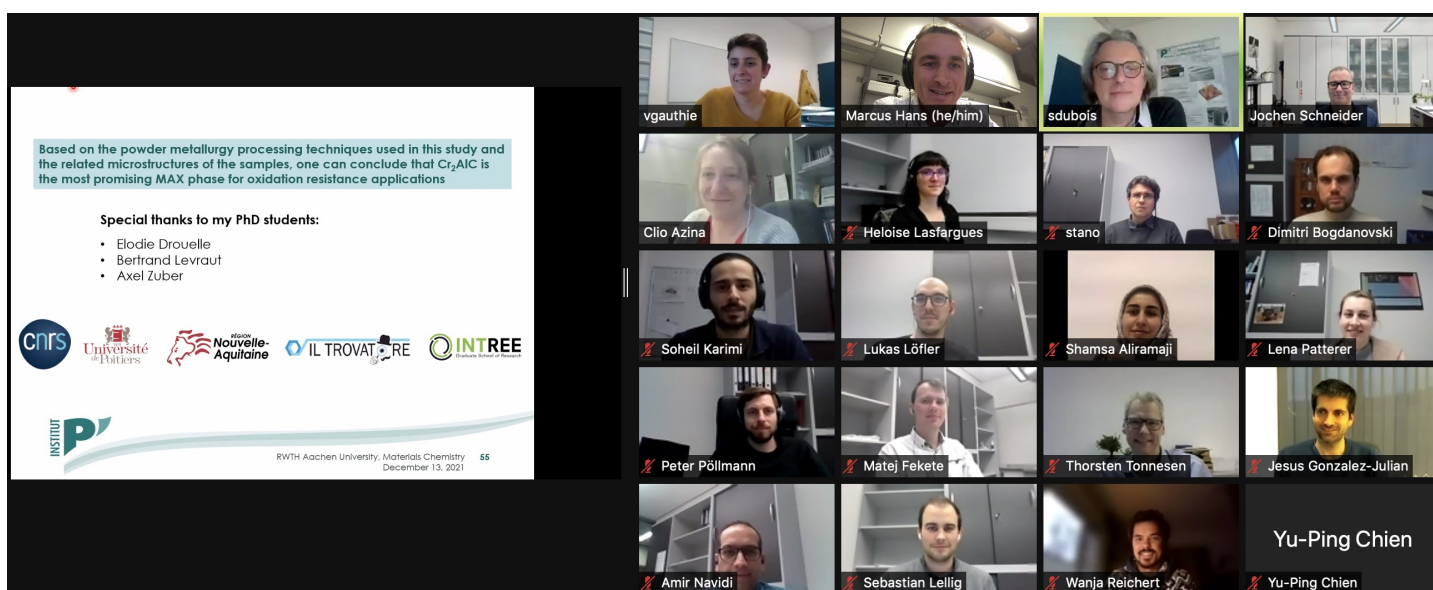 Based on the powder metallurgy processing techniques used in this study and
the related microstructures of the samples, one can conclude that Cr₂AlC is
the most promising MAX phase for oxidation resistance applications
Special thanks to my PhD students:
• Elodie Drouelle
• Bertrand Levraut
• Axel Zuber
cnrs
Université
de Poitiers
RÉGION
Nouvelle-
Aquitaine
IL TROVATORE
INTREE
Graduate School of Research
INSTITUT
P'
RWTH Aachen University, Materials Chemistry 55
December 13, 2021
vgauthie
Marcus Hans (he/him)
sdubois
Jochen Schneider
Clio Azina
Heloise Lasfargues
stano
Dimitri Bogdanovski
Soheil Karimi
Lukas Löfler
Shamsa Aliramaji
Lena Patterer
Peter Pöllmann
Matej Fekete
Thorsten Tonnesen
Jesus Gonzalez-Julian
Amir Navidi
Sebastian Lellig
Wanja Reichert
Yu-Ping Chien
Yu-Ping Chien